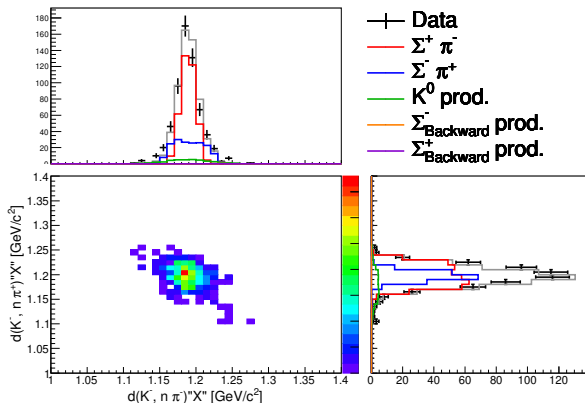 180
160
140
120
100
80
60
40
20
0
Data
Σ⁺ π⁻
Σ⁻ π⁺
K⁰ prod.
Σ⁻Backward prod.
Σ⁺Backward prod.
d(K⁻, n π⁺)"X" [GeV/c²]
1.4
1.35
1.3
1.25
1.2
1.15
1.1
1.05
1
1 1.05 1.1 1.15 1.2 1.25 1.3 1.35 1.4
d(K⁻, n π⁻)"X" [GeV/c²]
0 20 40 60 80 100 120